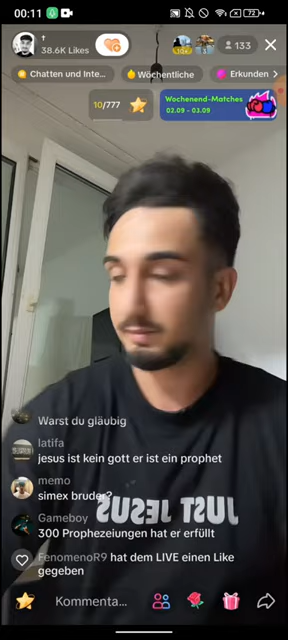 00:11
72
†
38.6K Likes
133
Chatten und Inte...
Wöchentliche
Erkunden
10/777
Wochenend-Matches
02.09 - 03.09
Warst du gläubig
latifa
jesus ist kein gott er ist ein prophet
memo
simex bruder?
JUST JESUS
Gameboy
300 Prophezeiungen hat er erfüllt
FenomenoR9 hat dem LIVE einen Like
gegeben
Kommenta...